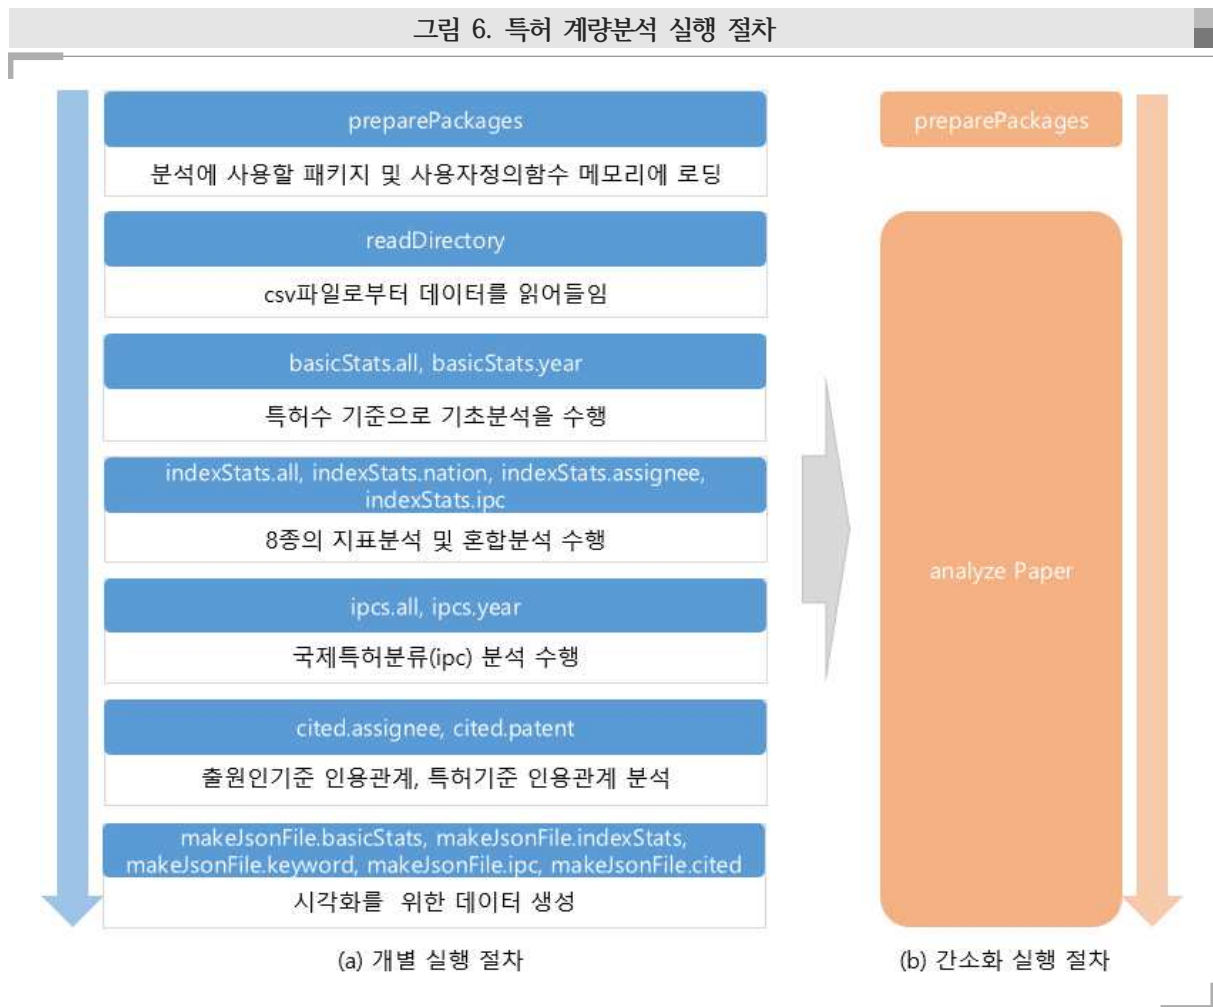 그림 6. 특허 계량분석 실행 절차
preparePackages
분석에 사용할 패키지 및 사용자정의함수 메모리에 로딩
readDirectory
csv파일로부터 데이터를 읽어들임
basicStats.all, basicStats.year
특허수 기준으로 기초분석을 수행
indexStats.all, indexStats.nation, indexStats.assignee,
indexStats.ipc
8종의 지표분석 및 혼합분석 수행
ipcs.all, ipcs.year
국제특허분류(ipc) 분석 수행
cited.assignee, cited.patent
출원인기준 인용관계, 특허기준 인용관계 분석
makeJsonFile.basicStats, makeJsonFile.indexStats,
makeJsonFile.keyword, makeJsonFile.ipc, makeJsonFile.cited
시각화를 위한 데이터 생성
(a) 개별 실행 절차
preparePackages
analyze Paper
(b) 간소화 실행 절차